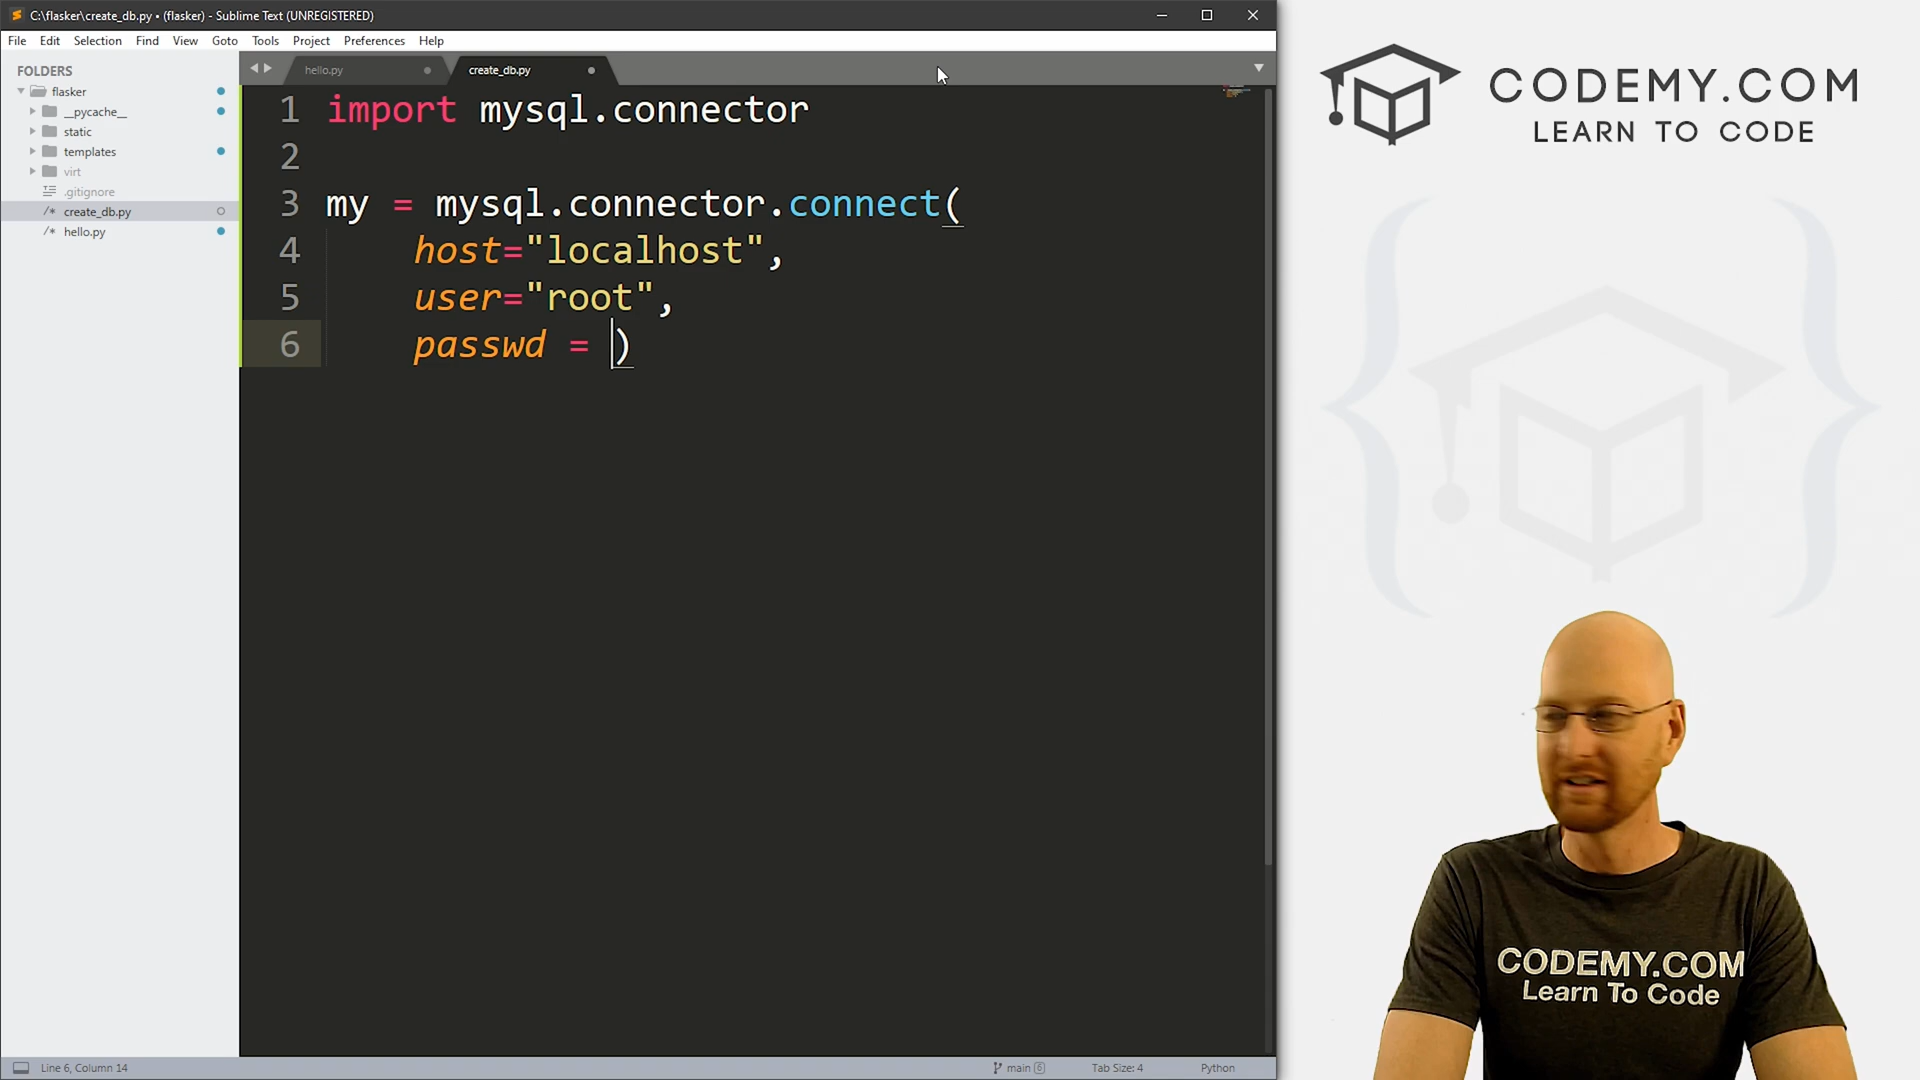 C:\flasker\create_db.py • (flasker) - Sublime Text (UNREGISTERED)
File Edit Selection Find View Goto Tools Project Preferences Help
FOLDERS
flasker
__pycache__
static
templates
virt
.gitignore
create_db.py
hello.py
hello.py create_db.py
1 import mysql.connector
2
3 my = mysql.connector.connect(
4 host="localhost",
5 user="root",
6 passwd = )
Line 6, Column 14
main 6
Tab Size: 4
Python
CODEMY.COM
LEARN TO CODE
CODEMY.COM
Learn To Code